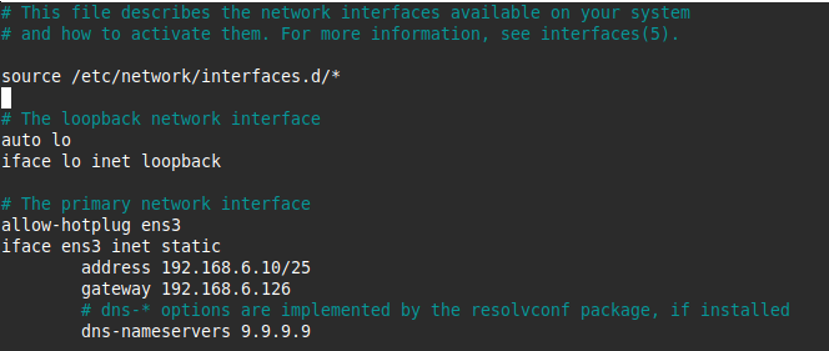 # This file describes the network interfaces available on your system
# and how to activate them. For more information, see interfaces(5).
source /etc/network/interfaces.d/*
# The loopback network interface
auto lo
iface lo inet loopback
# The primary network interface
allow-hotplug ens3
iface ens3 inet static
address 192.168.6.10/25
gateway 192.168.6.126
# dns-* options are implemented by the resolvconf package, if installed
dns-nameservers 9.9.9.9